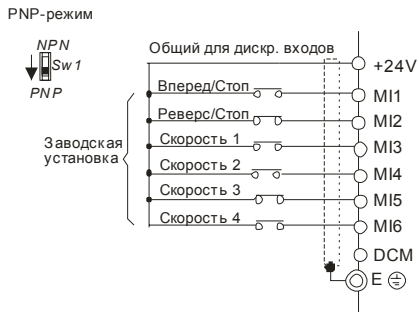 PNP-режим
NPN
Sw1
PNP
Общий для дискр. входов
+24V
Вперед/Стоп
MI1
Реверс/Стоп
MI2
Заводская
установка
Скорость 1
MI3
Скорость 2
MI4
Скорость 3
MI5
Скорость 4
MI6
DCM
E